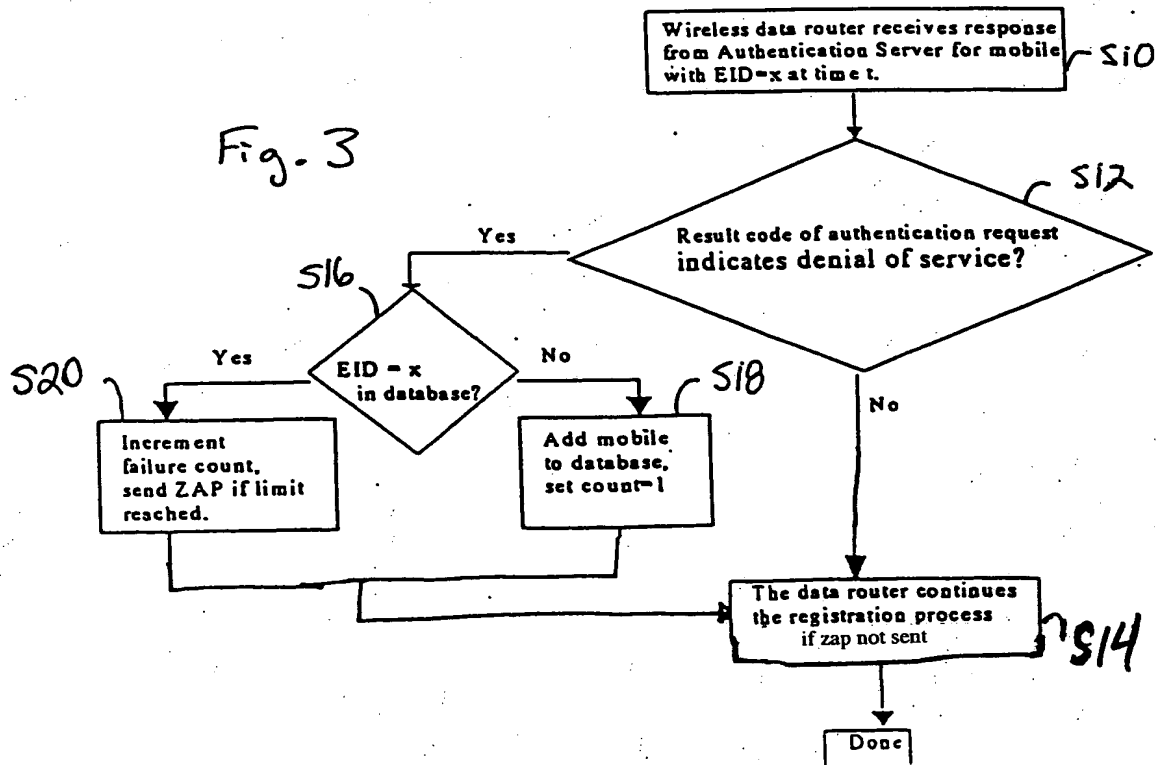 Wireless data router receives response
from Authentication Server for mobile
with EID=x at time t.
S10
Fig. 3
S12
Result code of authentication request
indicates denial of service?
Yes
S16
EID = x
in database?
Yes
No
S20
S18
No
Increment
failure count,
send ZAP if limit
reached.
Add mobile
to database,
set count=1
The data router continues
the registration process
if zap not sent
S14
Done